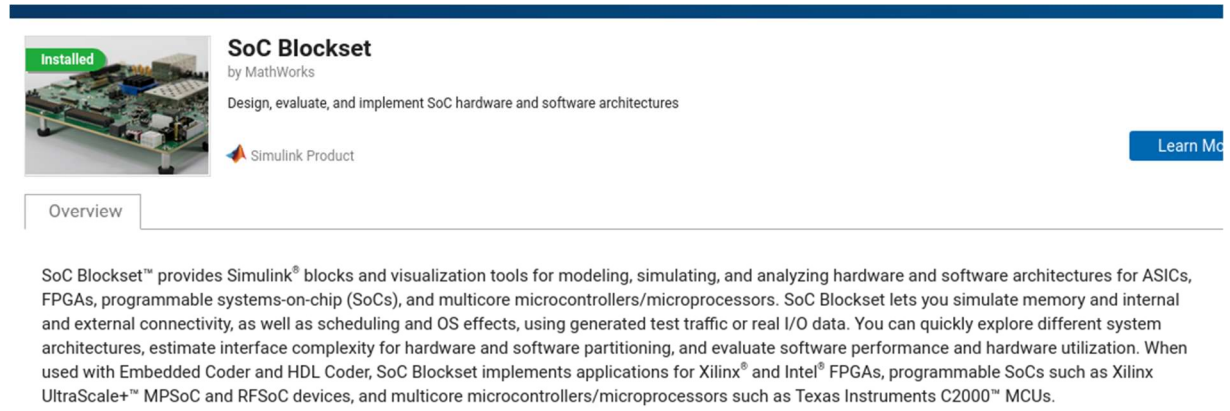 Installed
SoC Blockset
by MathWorks
Design, evaluate, and implement SoC hardware and software architectures
Simulink Product
Learn Mo
Overview
SoC Blockset™ provides Simulink® blocks and visualization tools for modeling, simulating, and analyzing hardware and software architectures for ASICs,
FPGAs, programmable systems-on-chip (SoCs), and multicore microcontrollers/microprocessors. SoC Blockset lets you simulate memory and internal
and external connectivity, as well as scheduling and OS effects, using generated test traffic or real I/O data. You can quickly explore different system
architectures, estimate interface complexity for hardware and software partitioning, and evaluate software performance and hardware utilization. When
used with Embedded Coder and HDL Coder, SoC Blockset implements applications for Xilinx® and Intel® FPGAs, programmable SoCs such as Xilinx
UltraScale+™ MPSoC and RFSoC devices, and multicore microcontrollers/microprocessors such as Texas Instruments C2000™ MCUs.